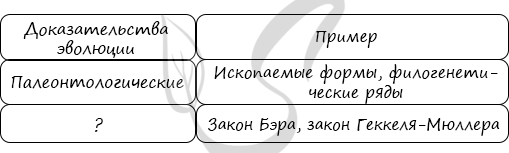 Доказательства
эволюции
Пример
Палеонтологические
Ископаемые формы, филогенети-
ческие ряды
?
Закон Бэра, закон Геккеля-Мюллера